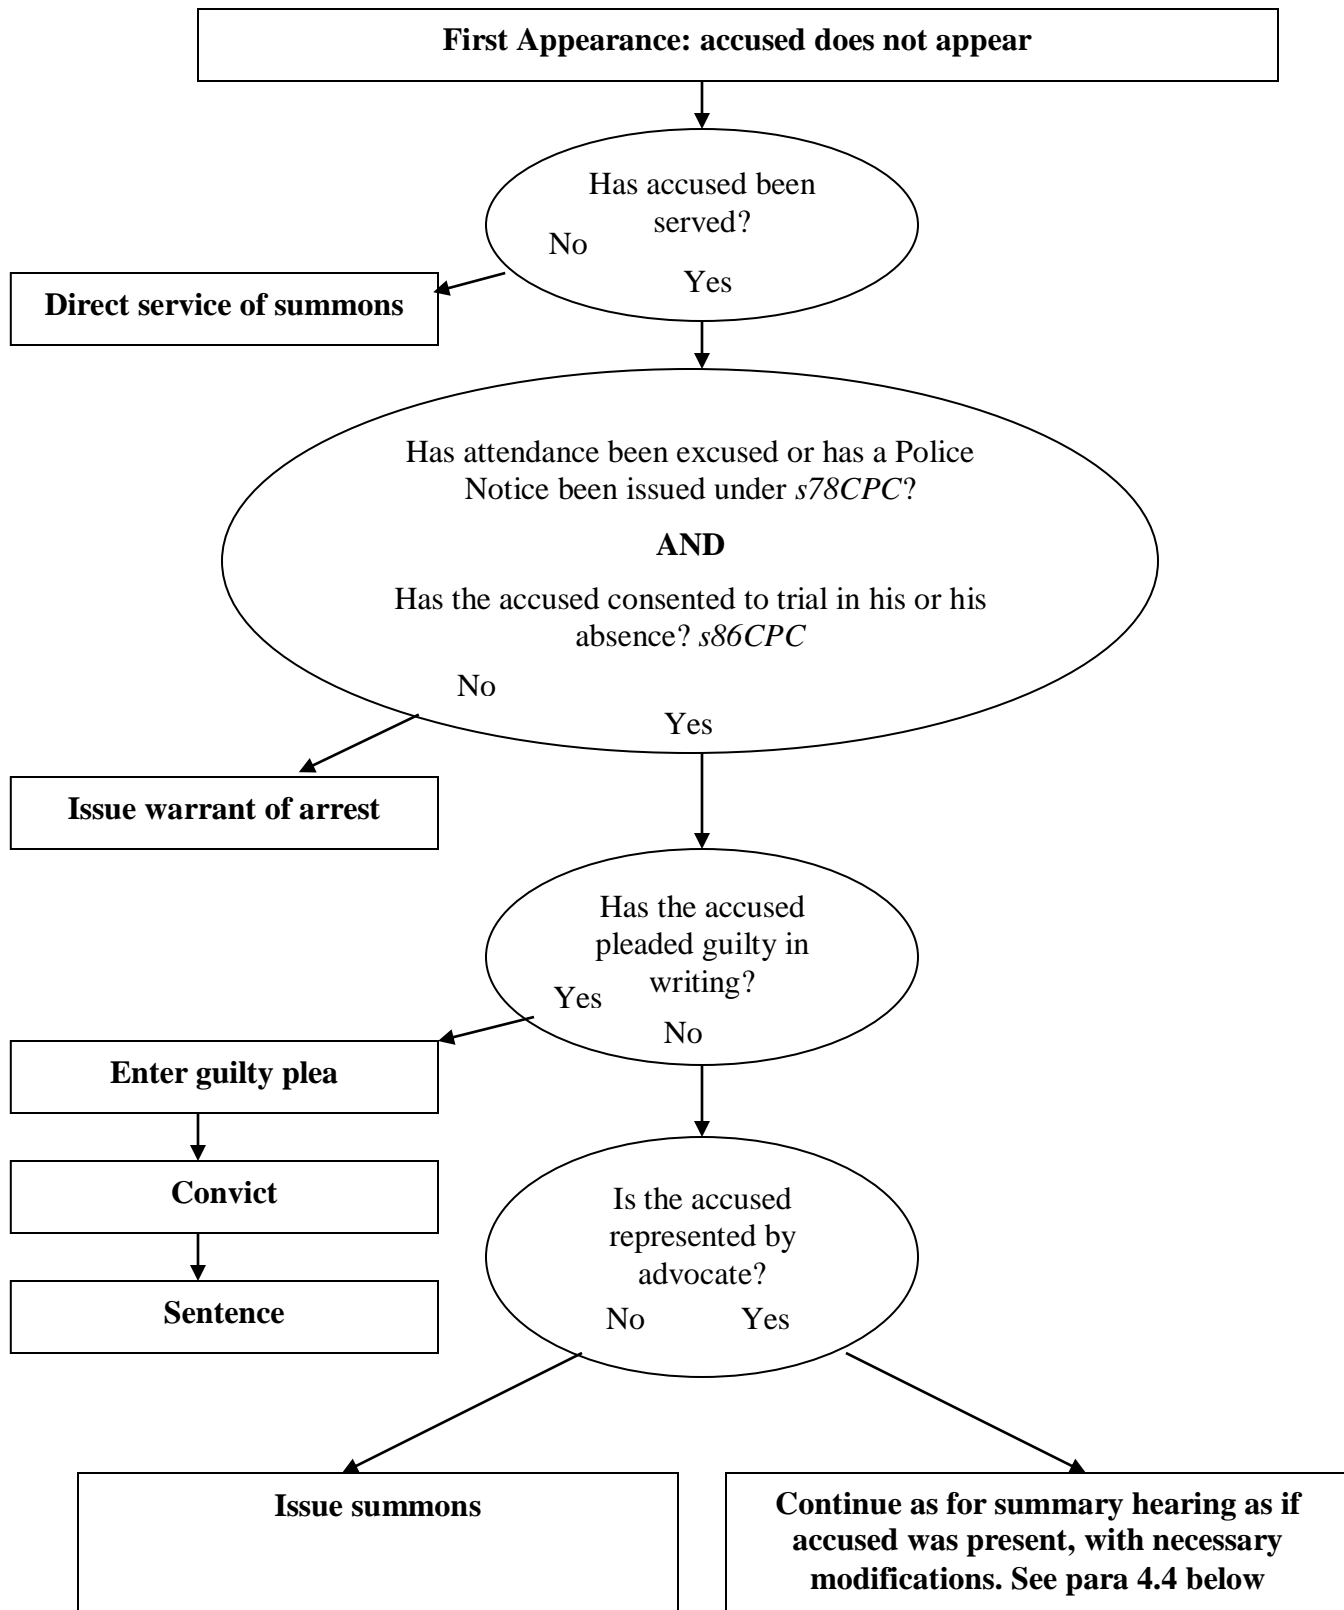 First Appearance: accused does not appear
Has accused been
served?
No
Yes
Direct service of summons
Has attendance been excused or has a Police
Notice been issued under s78CPC?
AND
Has the accused consented to trial in his or his
absence? s86CPC
No
Yes
Issue warrant of arrest
Has the accused
pleaded guilty in
writing?
Yes
No
Enter guilty plea
Convict
Sentence
Is the accused
represented by
advocate?
No Yes
Issue summons
Continue as for summary hearing as if
accused was present, with necessary
modifications. See para 4.4 below